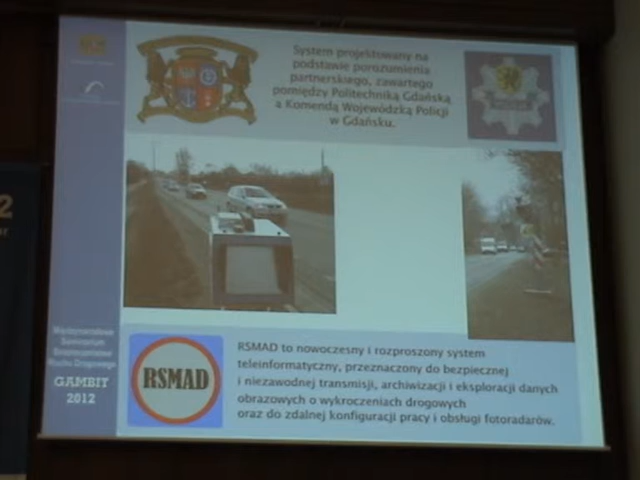 System projektowany na
podstawie porozumienia
partnerskiego, zawartego
pomiędzy Politechniką Gdańską
a Komendą Wojewódzką Policji
w Gdańsku.
RSMAD
RSMAD to nowoczesny i rozproszony system
teleinformatyczny, przeznaczony do bezpiecznej
i niezawodnej transmisji, archiwizacji i eksploracji danych
obrazowych o wykroczeniach drogowych
oraz do zdalnej konfiguracji pracy i obsługi fotoradarów.
Międzynarodowe
Seminarium
Bezpieczeństwa
Ruchu Drogowego
GAMBIT
2012
2